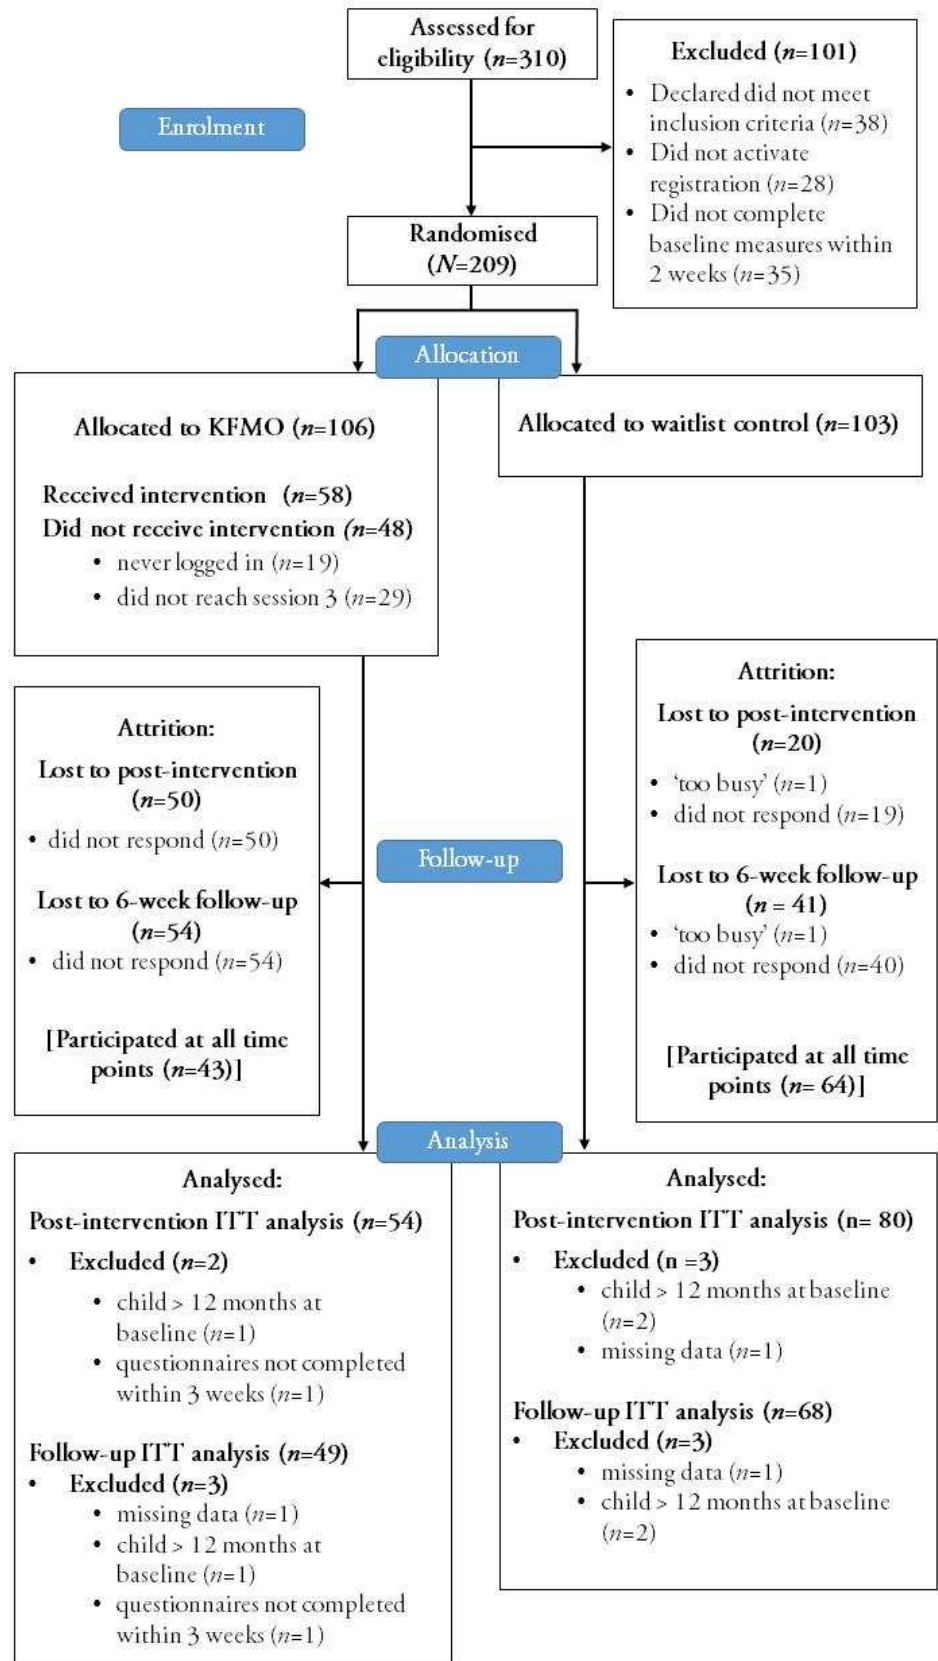 Assessed for
eligibility (n=310)
Excluded (n=101)
• Declared did not meet
inclusion criteria (n=38)
• Did not activate
registration (n=28)
• Did not complete
baseline measures within
2 weeks (n=35)
Enrolment
Randomised
(N=209)
Allocation
Allocated to KFMO (n=106)
Received intervention (n=58)
Did not receive intervention (n=48)
• never logged in (n=19)
• did not reach session 3 (n=29)
Allocated to waitlist control (n=103)
Attrition:
Lost to post-intervention
(n=50)
• did not respond (n=50)
Lost to 6-week follow-up
(n=54)
• did not respond (n=54)
[Participated at all time
points (n=43)]
Follow-up
Attrition:
Lost to post-intervention
(n=20)
• ‘too busy’ (n=1)
• did not respond (n=19)
Lost to 6-week follow-up
(n = 41)
• ‘too busy’ (n=1)
• did not respond (n=40)
[Participated at all time
points (n= 64)]
Analysis
Analysed:
Post-intervention ITT analysis (n=54)
• Excluded (n=2)
• child > 12 months at
baseline (n=1)
• questionnaires not completed
within 3 weeks (n=1)
Follow-up ITT analysis (n=49)
• Excluded (n=3)
• missing data (n=1)
• child > 12 months at
baseline (n=1)
• questionnaires not completed
within 3 weeks (n=1)
Analysed:
Post-intervention ITT analysis (n= 80)
• Excluded (n =3)
• child > 12 months at baseline
(n=2)
• missing data (n=1)
Follow-up ITT analysis (n=68)
• Excluded (n=3)
• missing data (n=1)
• child > 12 months at baseline
(n=2)